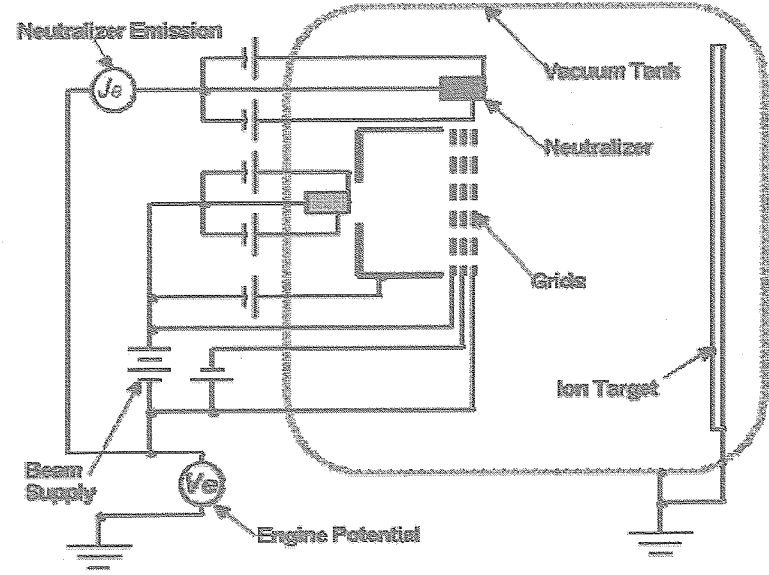 Neutralizer Emission
Je
Vacuum Tank
Neutralizer
Grids
Ion Target
Beam
Supply
Ve
Engine Potential